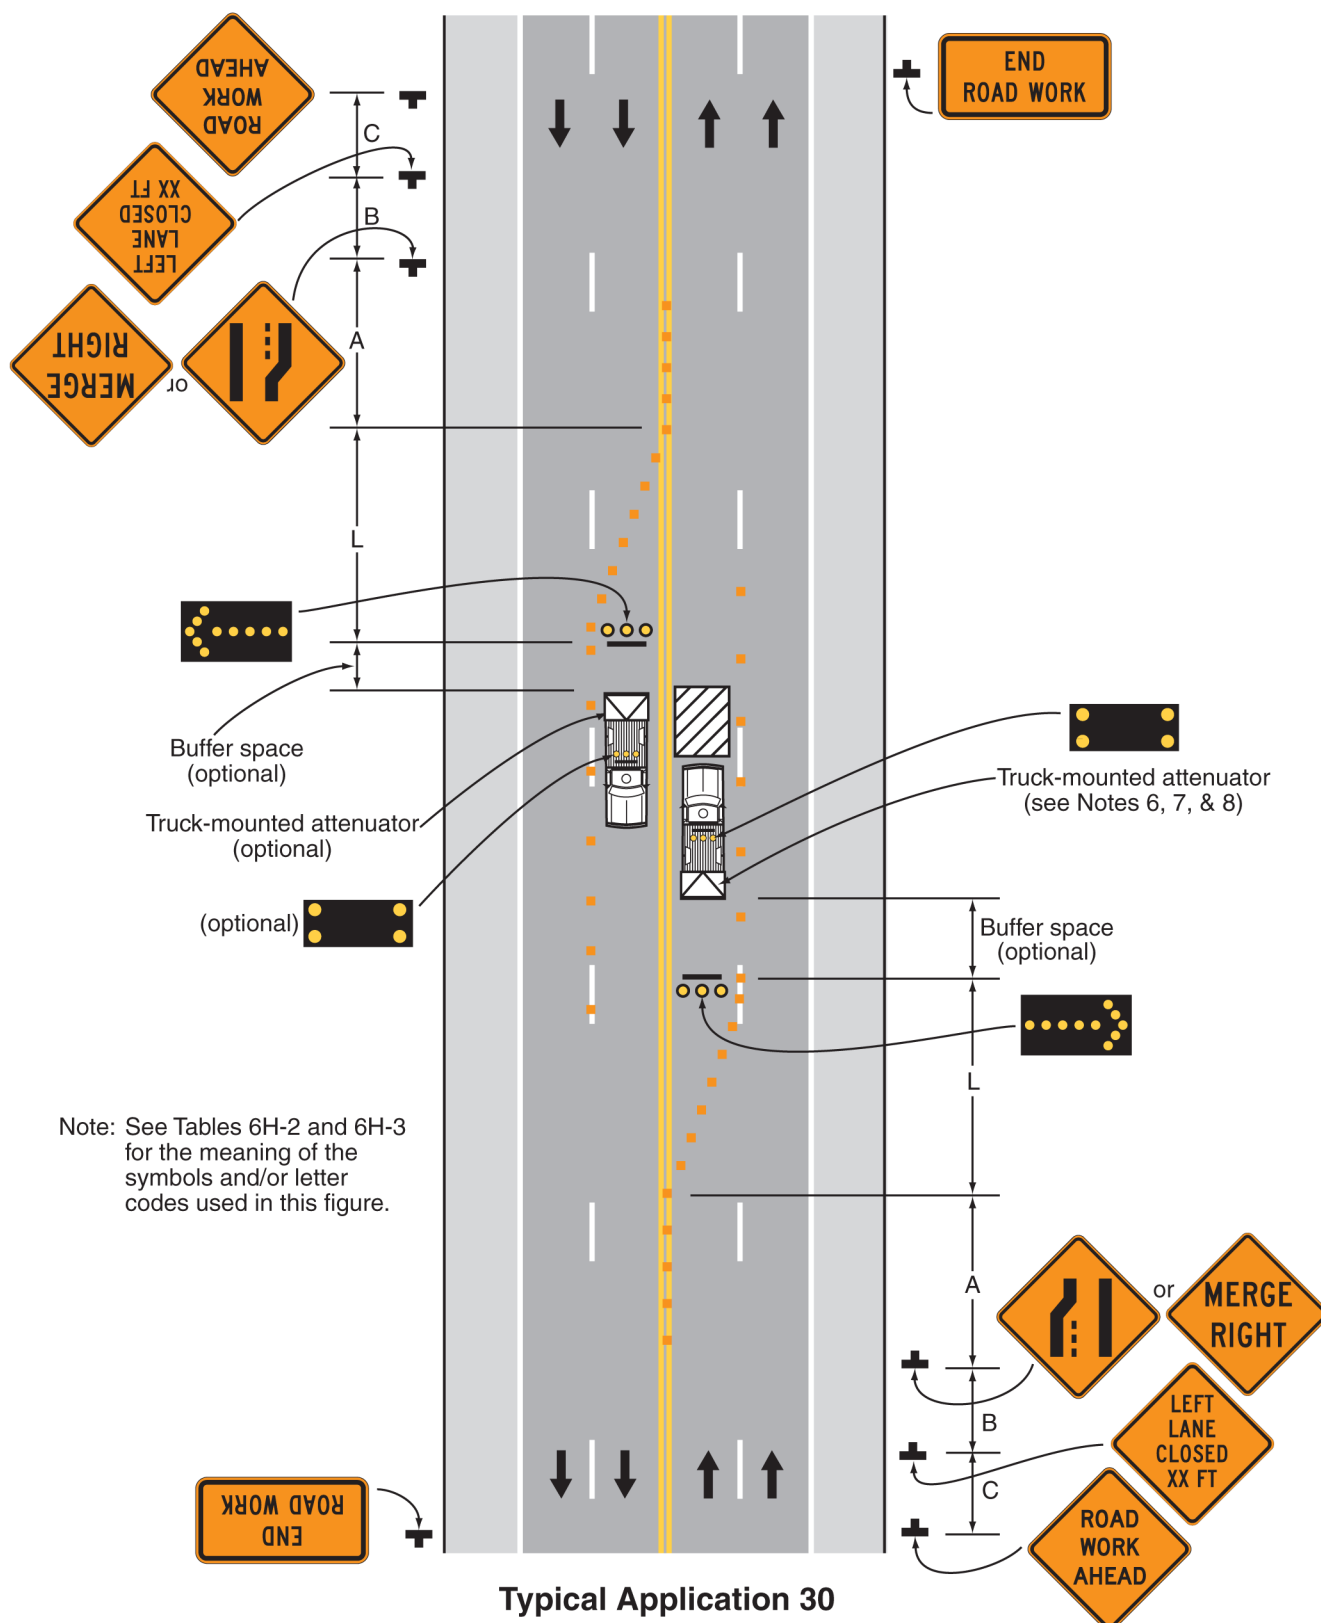 ROAD
WORK
AHEAD
END
ROAD WORK
C
LEFT
LANE
CLOSED
XX FT
B
MERGE
RIGHT
or
A
L
Buffer space
(optional)
Truck-mounted attenuator
(see Notes 6, 7, & 8)
Truck-mounted attenuator
(optional)
(optional)
Buffer space
(optional)
L
Note: See Tables 6H-2 and 6H-3
for the meaning of the
symbols and/or letter
codes used in this figure.
A
or
MERGE
RIGHT
B
LEFT
LANE
CLOSED
XX FT
C
END
ROAD WORK
ROAD
WORK
AHEAD
Typical Application 30